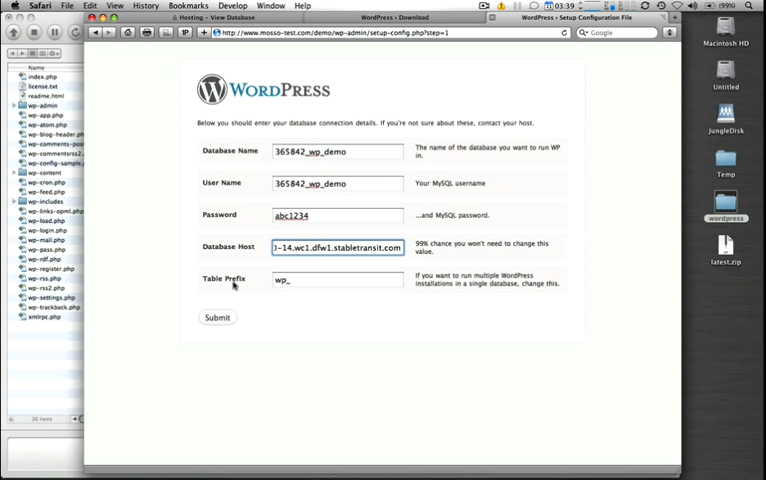 Safari File Edit View History Bookmarks Develop Window Help 03:39 (99%)
Hosting – View Database WordPress › Download WordPress › Setup Configuration File
http://www.mosso-test.com/demo/wp-admin/setup-config.php?step=1 Google
Name
index.php
license.txt
readme.html
wp-admin
wp-app.php
wp-atom.php
wp-blog-header.php
wp-comments-pos
wp-commentsrss2.
wp-config-sample.
wp-content
wp-cron.php
wp-feed.php
wp-includes
wp-links-opml.php
wp-load.php
wp-login.php
wp-mail.php
wp-pass.php
wp-rdf.php
wp-register.php
wp-rss.php
wp-rss2.php
wp-settings.php
wp-trackback.php
xmlrpc.php
26 items
WORDPRESS
Below you should enter your database connection details. If you're not sure about these, contact your host.
Database Name 365842_wp_demo The name of the database you want to run WP
in.
User Name 365842_wp_demo Your MySQL username
Password abc1234 ...and MySQL password.
Database Host -14.wc1.dfw1.stabletransit.com 99% chance you won't need to change this
value.
Table Prefix wp_ If you want to run multiple WordPress
installations in a single database, change this.
Submit
Macintosh HD
Untitled
JungleDisk
Temp
wordpress
latest.zip